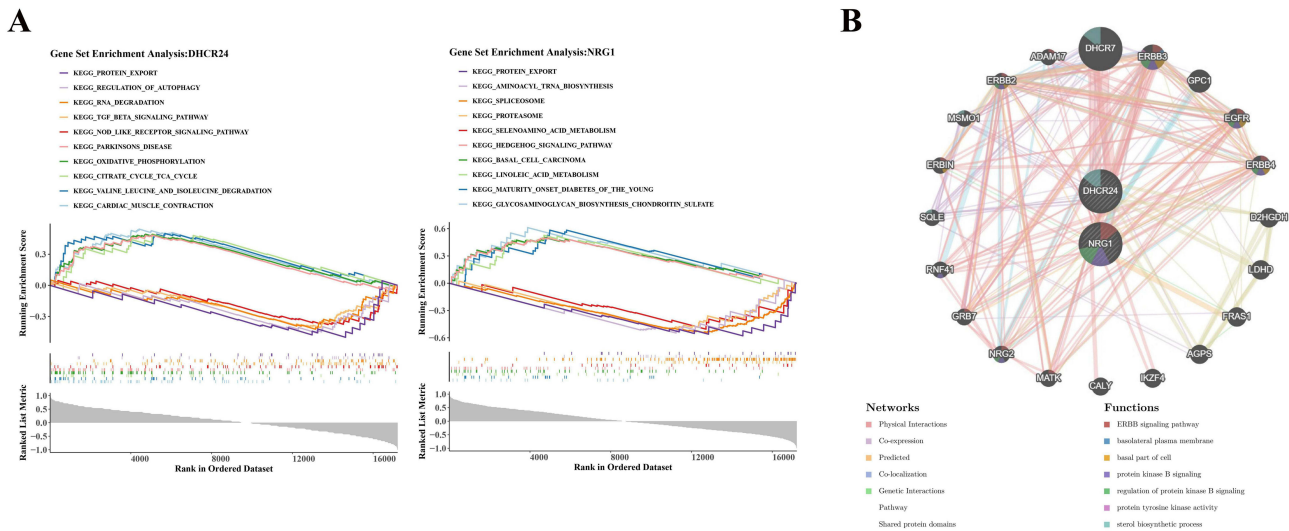 A
Gene Set Enrichment Analysis:DHCR24
KEGG_PROTEIN_EXPORT
KEGG_REGULATION_OF_AUTOPHAGY
KEGG_RNA_DEGRADATION
KEGG_TGF_BETA_SIGNALING_PATHWAY
KEGG_NOD_LIKE_RECEPTOR_SIGNALING_PATHWAY
KEGG_PARKINSONS_DISEASE
KEGG_OXIDATIVE_PHOSPHORYLATION
KEGG_CITRATE_CYCLE_TCA_CYCLE
KEGG_VALINE_LEUCINE_AND_ISOLEUCINE_DEGRADATION
KEGG_CARDIAC_MUSCLE_CONTRACTION
Running Enrichment Score
0.3
0.0
−0.3
Ranked List Metric
1.0
0.5
0.0
−0.5
−1.0
4000 8000 12000 16000
Rank in Ordered Dataset
Gene Set Enrichment Analysis:NRG1
KEGG_PROTEIN_EXPORT
KEGG_AMINOACYL_TRNA_BIOSYNTHESIS
KEGG_SPLICEOSOME
KEGG_PROTEASOME
KEGG_SELENOAMINO_ACID_METABOLISM
KEGG_HEDGEHOG_SIGNALING_PATHWAY
KEGG_BASAL_CELL_CARCINOMA
KEGG_LINOLEIC_ACID_METABOLISM
KEGG_MATURITY_ONSET_DIABETES_OF_THE_YOUNG
KEGG_GLYCOSAMINOGLYCAN_BIOSYNTHESIS_CHONDROITIN_SULFATE
Running Enrichment Score
0.6
0.3
0.0
−0.3
−0.6
Ranked List Metric
1.0
0.5
0.0
−0.5
−1.0
4000 8000 12000 16000
Rank in Ordered Dataset
B
DHCR7
ADAM17
ERBB3
ERBB2
GPC1
MSMO1
EGFR
ERBIN
ERBB4
DHCR24
SQLE
D2HGDH
NRG1
RNF41
LDHD
GRB7
FRAS1
NRG2
AGPS
MATK
CALY
IKZF4
Networks
Physical Interactions
Co-expression
Predicted
Co-localization
Genetic Interactions
Pathway
Shared protein domains
Functions
ERBB signaling pathway
basolateral plasma membrane
basal part of cell
protein kinase B signaling
regulation of protein kinase B signaling
protein tyrosine kinase activity
sterol biosynthetic process